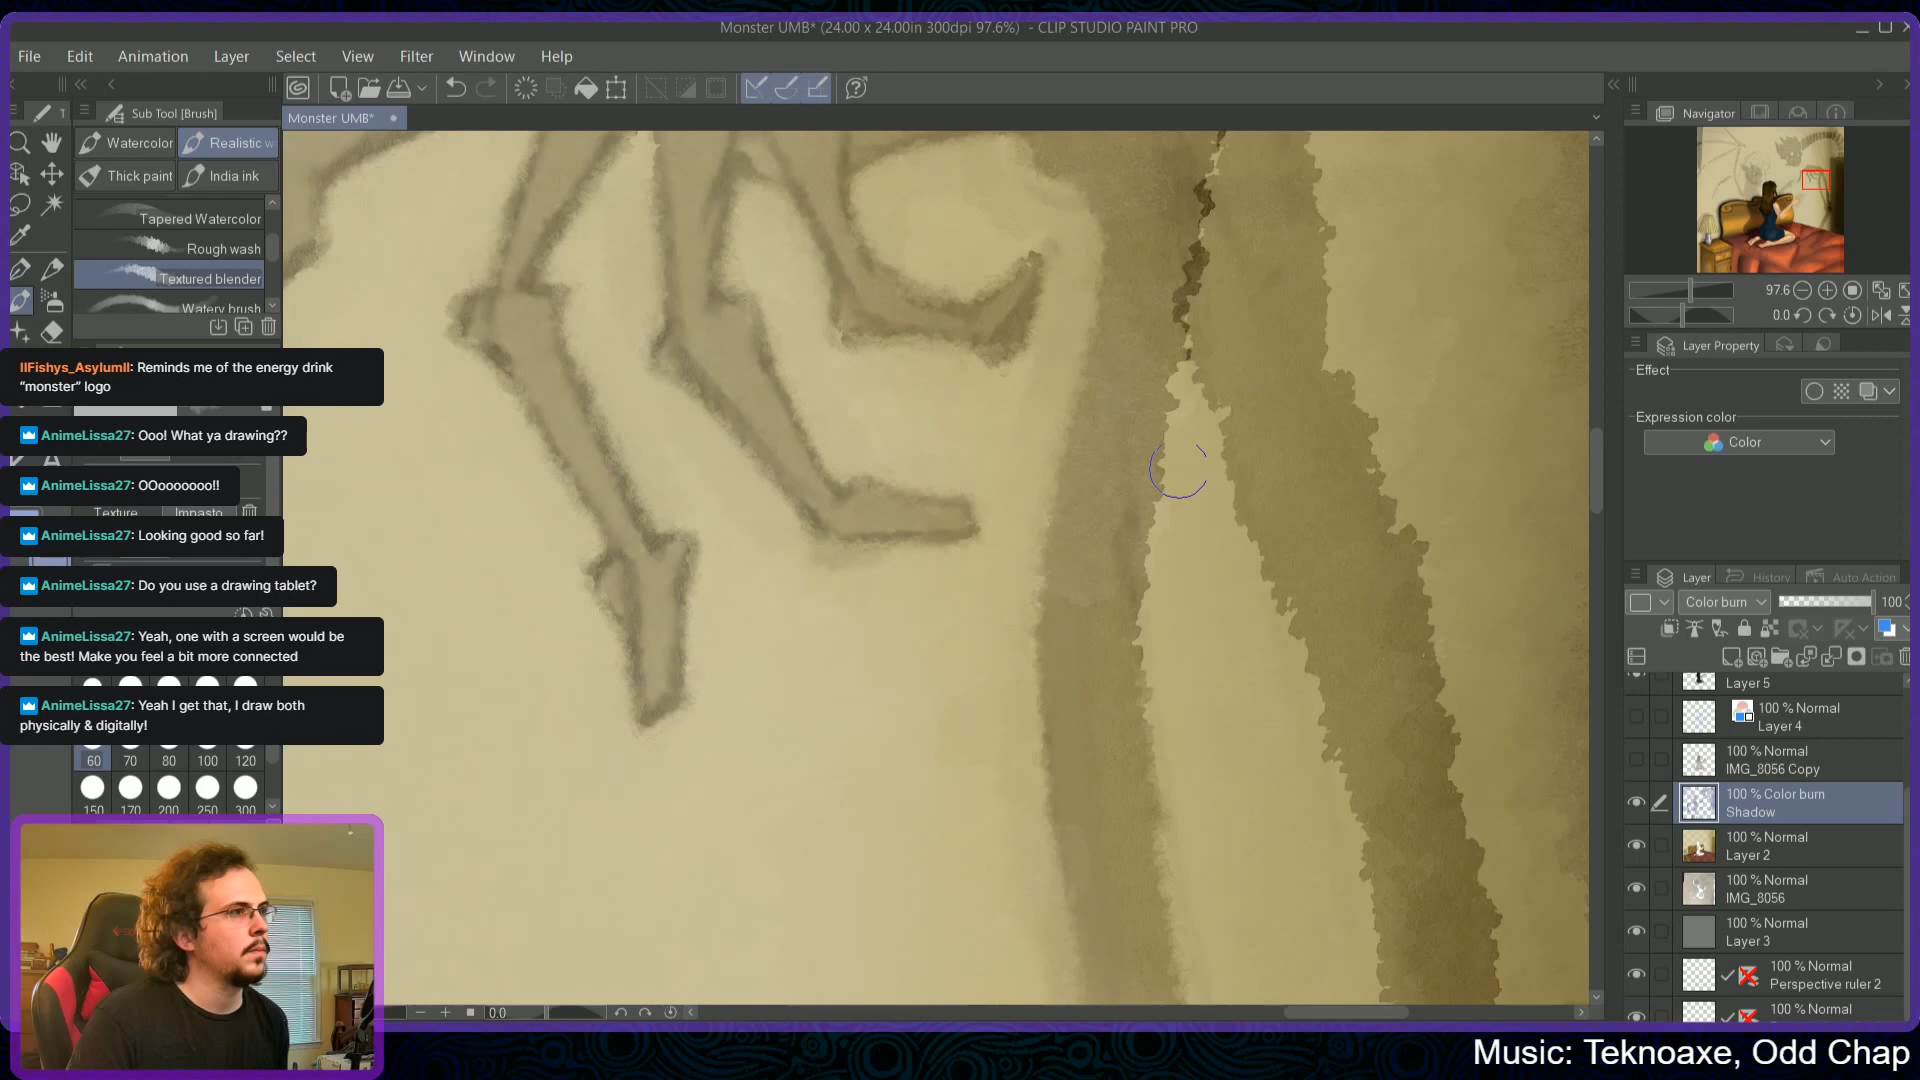 Monster UMB* (24.00 x 24.00in 300dpi 97.6%) - CLIP STUDIO PAINT PRO
File Edit Animation Layer Select View Filter Window Help
Sub Tool [Brush]
Monster UMB*
Navigator
Watercolor
Realistic w
Thick paint
India ink
Tapered Watercolor
Rough wash
Textured blender
Watery brush
97.6
0.0
Layer Property
Effect
Expression color
Color
IIFishys_AsylumII: Reminds me of the energy drink
“monster” logo
AnimeLissa27: Ooo! What ya drawing??
AnimeLissa27: OOooooooo!!
Texture Impasto
AnimeLissa27: Looking good so far!
AnimeLissa27: Do you use a drawing tablet?
AnimeLissa27: Yeah, one with a screen would be
the best! Make you feel a bit more connected
AnimeLissa27: Yeah I get that, I draw both
physically & digitally!
60 70 80 100 120
150 170 200 250 300
Layer History Auto Action
Color burn 100
Layer 5
100 % Normal
Layer 4
100 % Normal
IMG_8056 Copy
100 % Color burn
Shadow
100 % Normal
Layer 2
100 % Normal
IMG_8056
100 % Normal
Layer 3
100 % Normal
Perspective ruler 2
100 % Normal
0.0
Music: Teknoaxe, Odd Chap